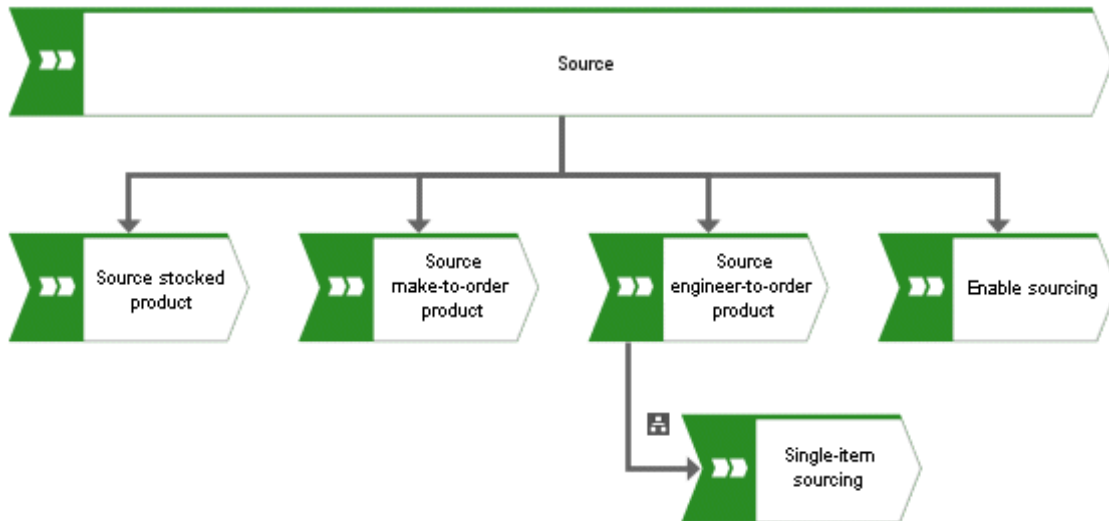 Source
Source stocked
product
Source
make-to-order
product
Source
engineer-to-order
product
Enable sourcing
Single-item
sourcing